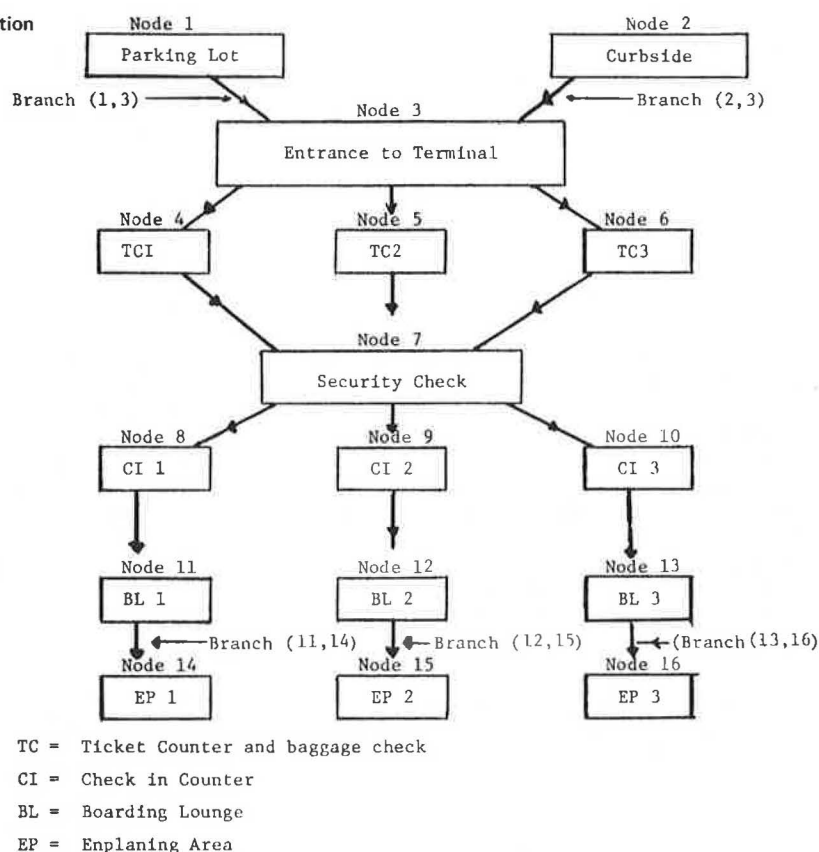 tion
Node 1
Node 2
Parking Lot
Curbside
Branch (1,3)
Branch (2,3)
Node 3
Entrance to Terminal
Node 4
Node 5
Node 6
TCI
TC2
TC3
Node 7
Security Check
Node 8
Node 9
Node 10
CI 1
CI 2
CI 3
Node 11
Node 12
Node 13
BL 1
BL 2
BL 3
Branch (11,14)
Branch (12,15)
(Branch(13,16)
Node 14
Node 15
Node 16
EP 1
EP 2
EP 3
TC = Ticket Counter and baggage check
CI = Check in Counter
BL = Boarding Lounge
EP = Enplaning Area